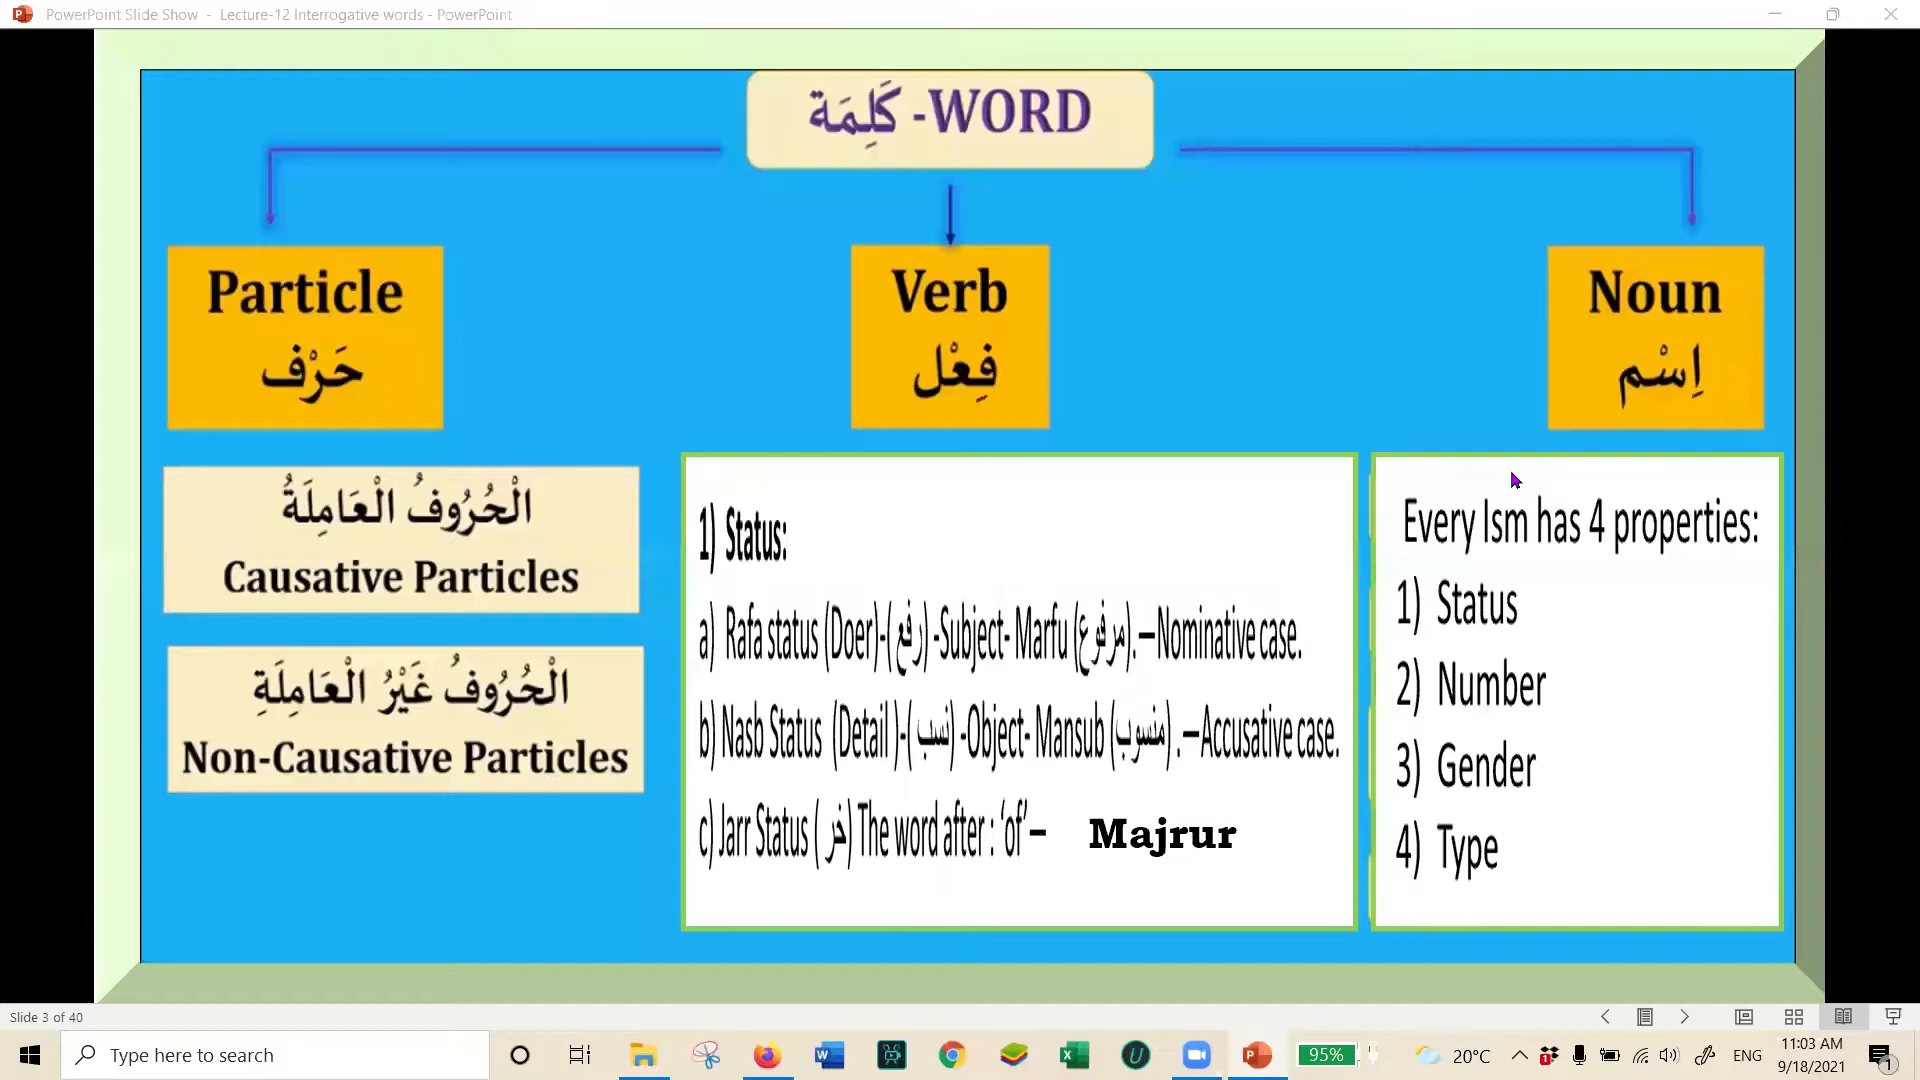 PowerPoint Slide Show - Lecture-12 Interrogative words - PowerPoint
كَلِمَة -WORD
Particle
حَرْف
Verb
فِعْل
Noun
اِسْم
الْحُرُوفُ الْعَامِلَةُ
Causative Particles
الْحُرُوفُ غَيْرُ الْعَامِلَةِ
Non-Causative Particles
1) Status:
a) Rafa status (Doer)-(رفع) -Subject- Marfu (مرفوع).–Nominative case.
b) Nasb Status (Detail )-(نسب) -Object- Mansub (منسوب) .–Accusative case.
c) Jarr Status (خر) The word after : ‘of’– Majrur
Every Ism has 4 properties:
1) Status
2) Number
3) Gender
4) Type
Slide 3 of 40
Type here to search
95%
20°C
ENG
11:03 AM
9/18/2021
1